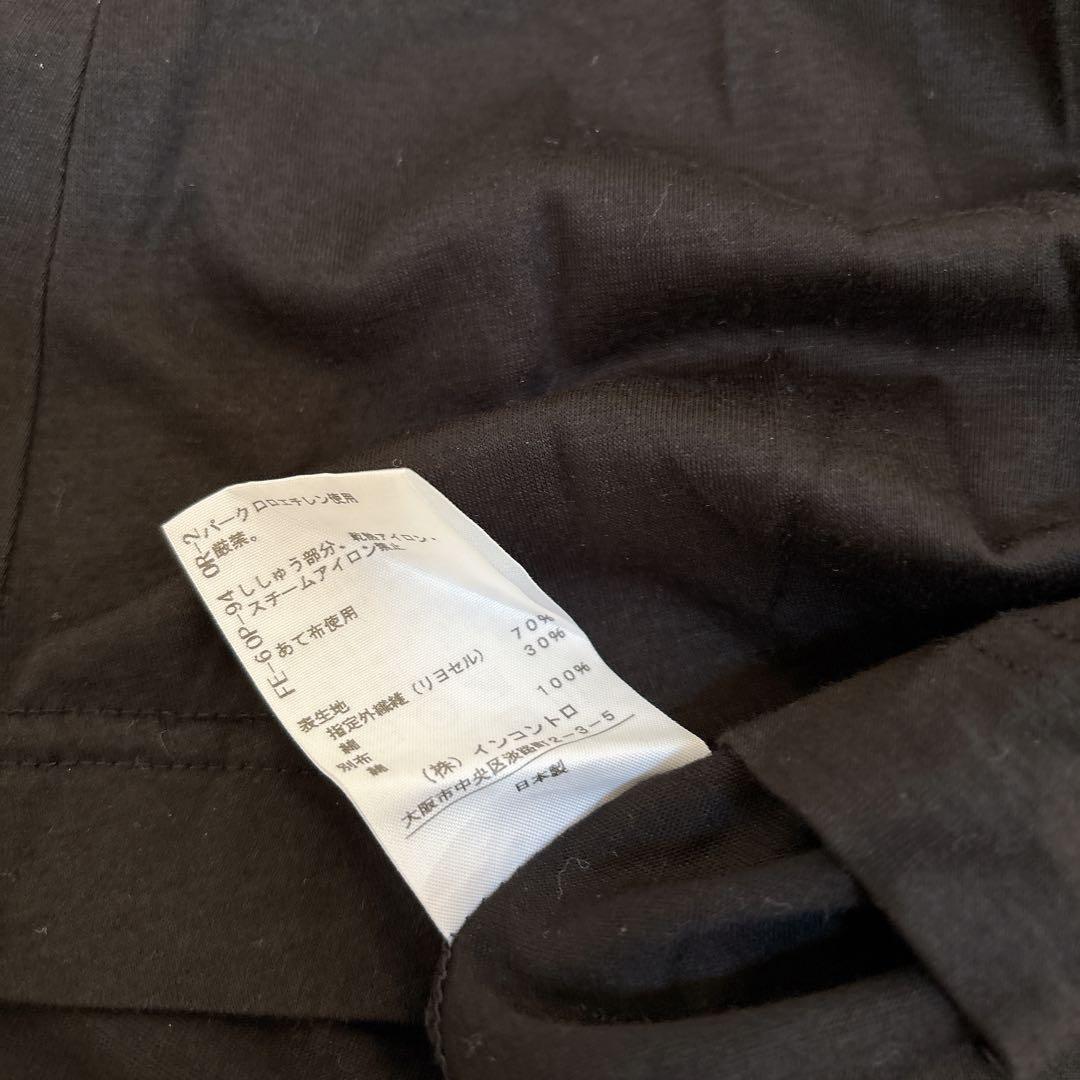 パークロロエチレン使用
厳禁。
ししゅう部分、乾熱アイロン、
スチームアイロン禁止
あて布使用
OR-2
FE-60P-94
表生地
指定外繊維(リヨセル) 70%
綿 30%
別布
綿 100%
(株)インコントロ
大阪市中央区淡路町2-3-5
日本製